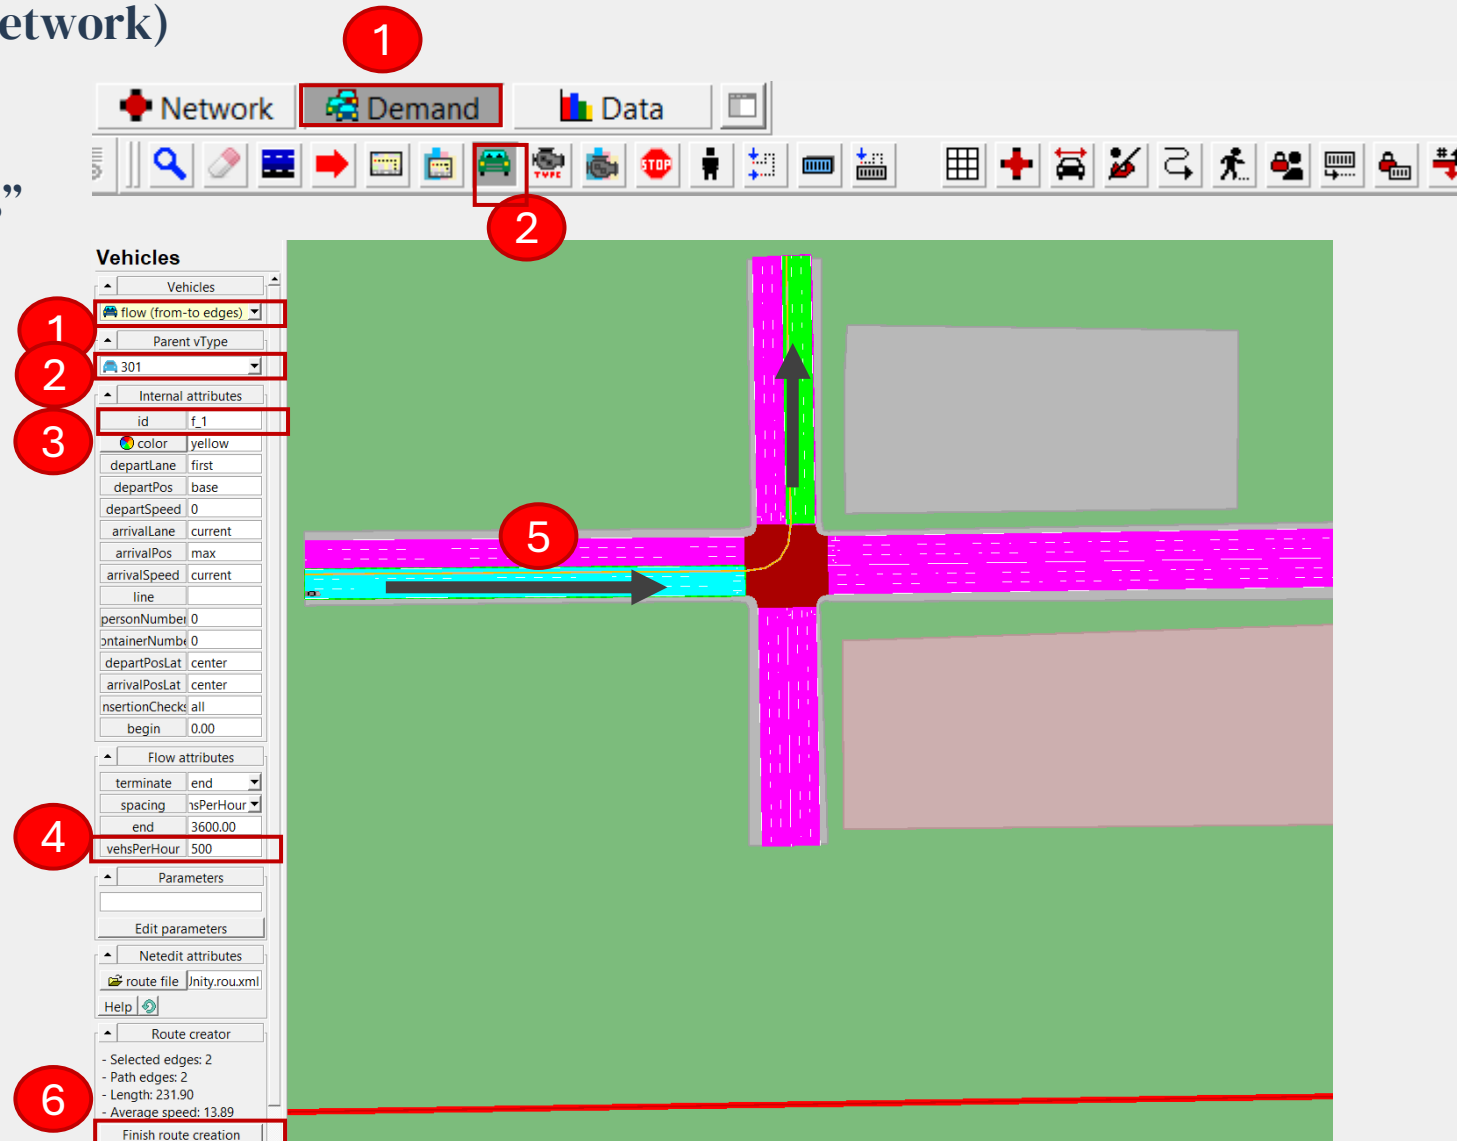 etwork)
1
Network Demand Data
”
TYPE STOP
2
Vehicles
Vehicles
1 flow (from-to edges)
Parent vType
2 301
Internal attributes
id f_1
3 color yellow
departLane first
departPos base
departSpeed 0
arrivalLane current
arrivalPos max
arrivalSpeed current
line
personNumber 0
ontainerNumbe 0
departPosLat center
arrivalPosLat center
nsertionChecks all
begin 0.00
Flow attributes
terminate end
spacing hsPerHour
end 3600.00
4 vehsPerHour 500
Parameters
Edit parameters
Netedit attributes
route file Unity.rou.xml
Help
Route creator
- Selected edges: 2
- Path edges: 2
- Length: 231.90
- Average speed: 13.89
6 Finish route creation
5